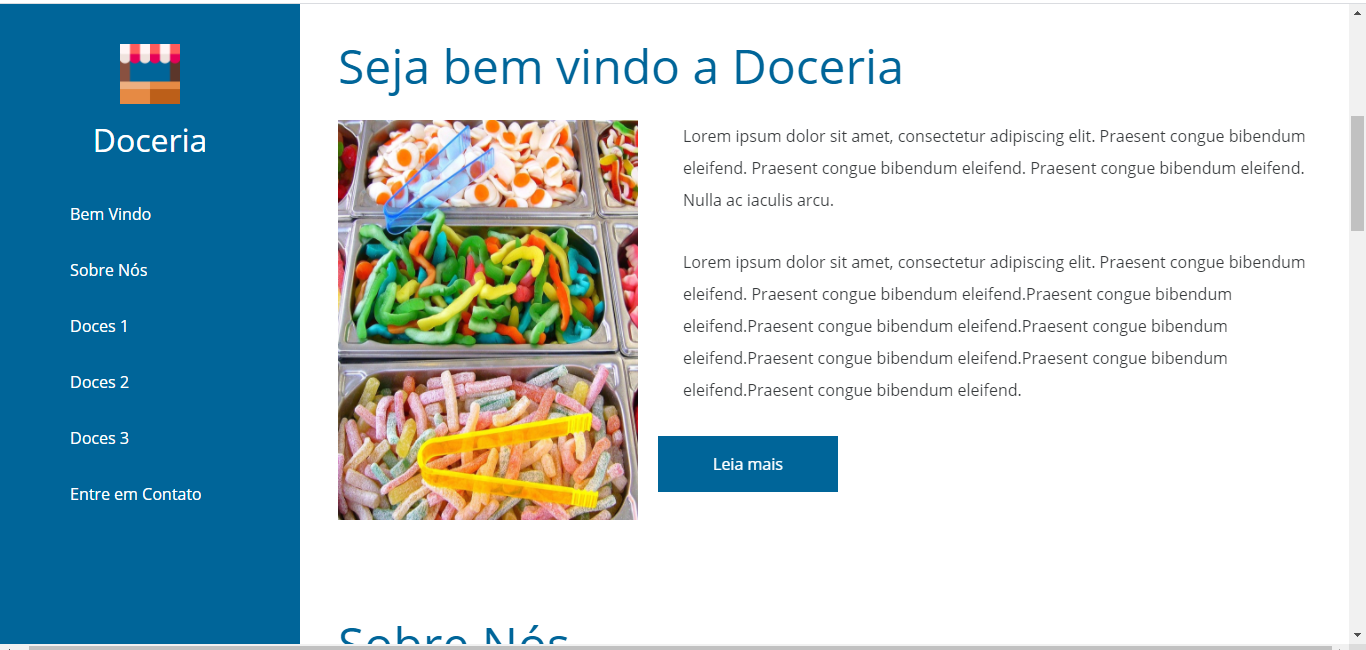 Doceria
Bem Vindo
Sobre Nós
Doces 1
Doces 2
Doces 3
Entre em Contato
Seja bem vindo a Doceria
Lorem ipsum dolor sit amet, consectetur adipiscing elit. Praesent congue bibendum
eleifend. Praesent congue bibendum eleifend. Praesent congue bibendum eleifend.
Nulla ac iaculis arcu.
Lorem ipsum dolor sit amet, consectetur adipiscing elit. Praesent congue bibendum
eleifend. Praesent congue bibendum eleifend.Praesent congue bibendum
eleifend.Praesent congue bibendum eleifend.Praesent congue bibendum
eleifend.Praesent congue bibendum eleifend.Praesent congue bibendum
eleifend.Praesent congue bibendum eleifend.
Leia mais
Sobre Nós